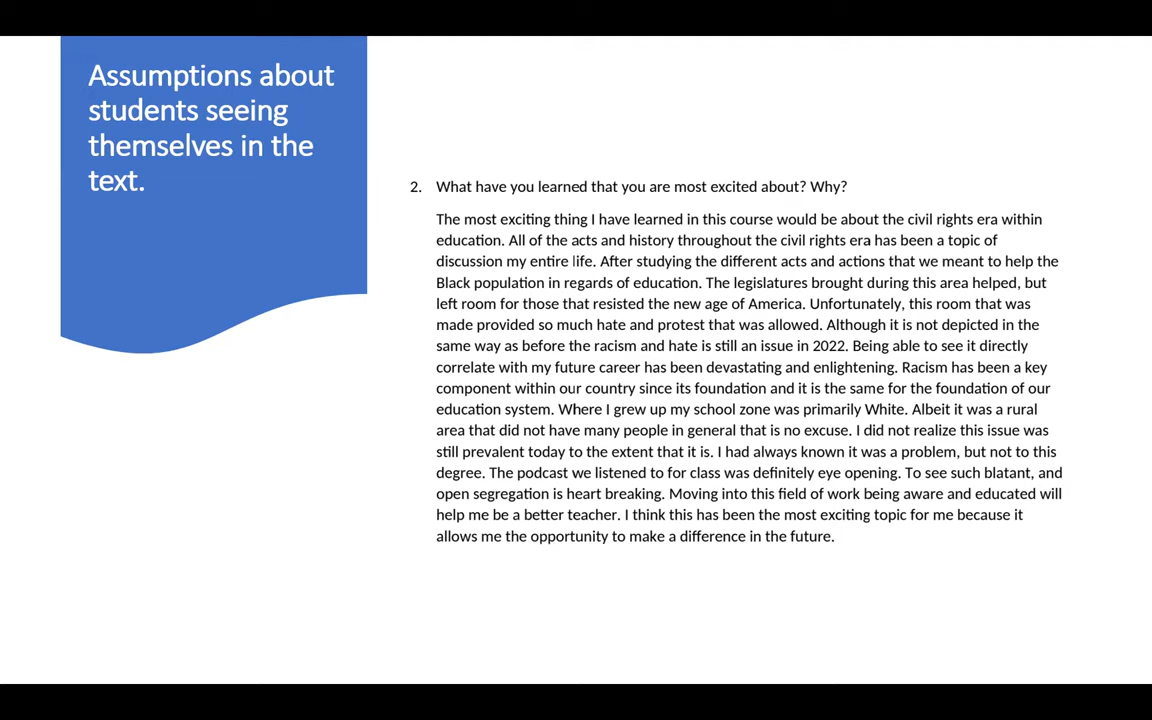 Assumptions about
students seeing
themselves in the
text.
2. What have you learned that you are most excited about? Why?
The most exciting thing I have learned in this course would be about the civil rights era within
education. All of the acts and history throughout the civil rights era has been a topic of
discussion my entire life. After studying the different acts and actions that we meant to help the
Black population in regards of education. The legislatures brought during this area helped, but
left room for those that resisted the new age of America. Unfortunately, this room that was
made provided so much hate and protest that was allowed. Although it is not depicted in the
same way as before the racism and hate is still an issue in 2022. Being able to see it directly
correlate with my future career has been devastating and enlightening. Racism has been a key
component within our country since its foundation and it is the same for the foundation of our
education system. Where I grew up my school zone was primarily White. Albeit it was a rural
area that did not have many people in general that is no excuse. I did not realize this issue was
still prevalent today to the extent that it is. I had always known it was a problem, but not to this
degree. The podcast we listened to for class was definitely eye opening. To see such blatant, and
open segregation is heart breaking. Moving into this field of work being aware and educated will
help me be a better teacher. I think this has been the most exciting topic for me because it
allows me the opportunity to make a difference in the future.